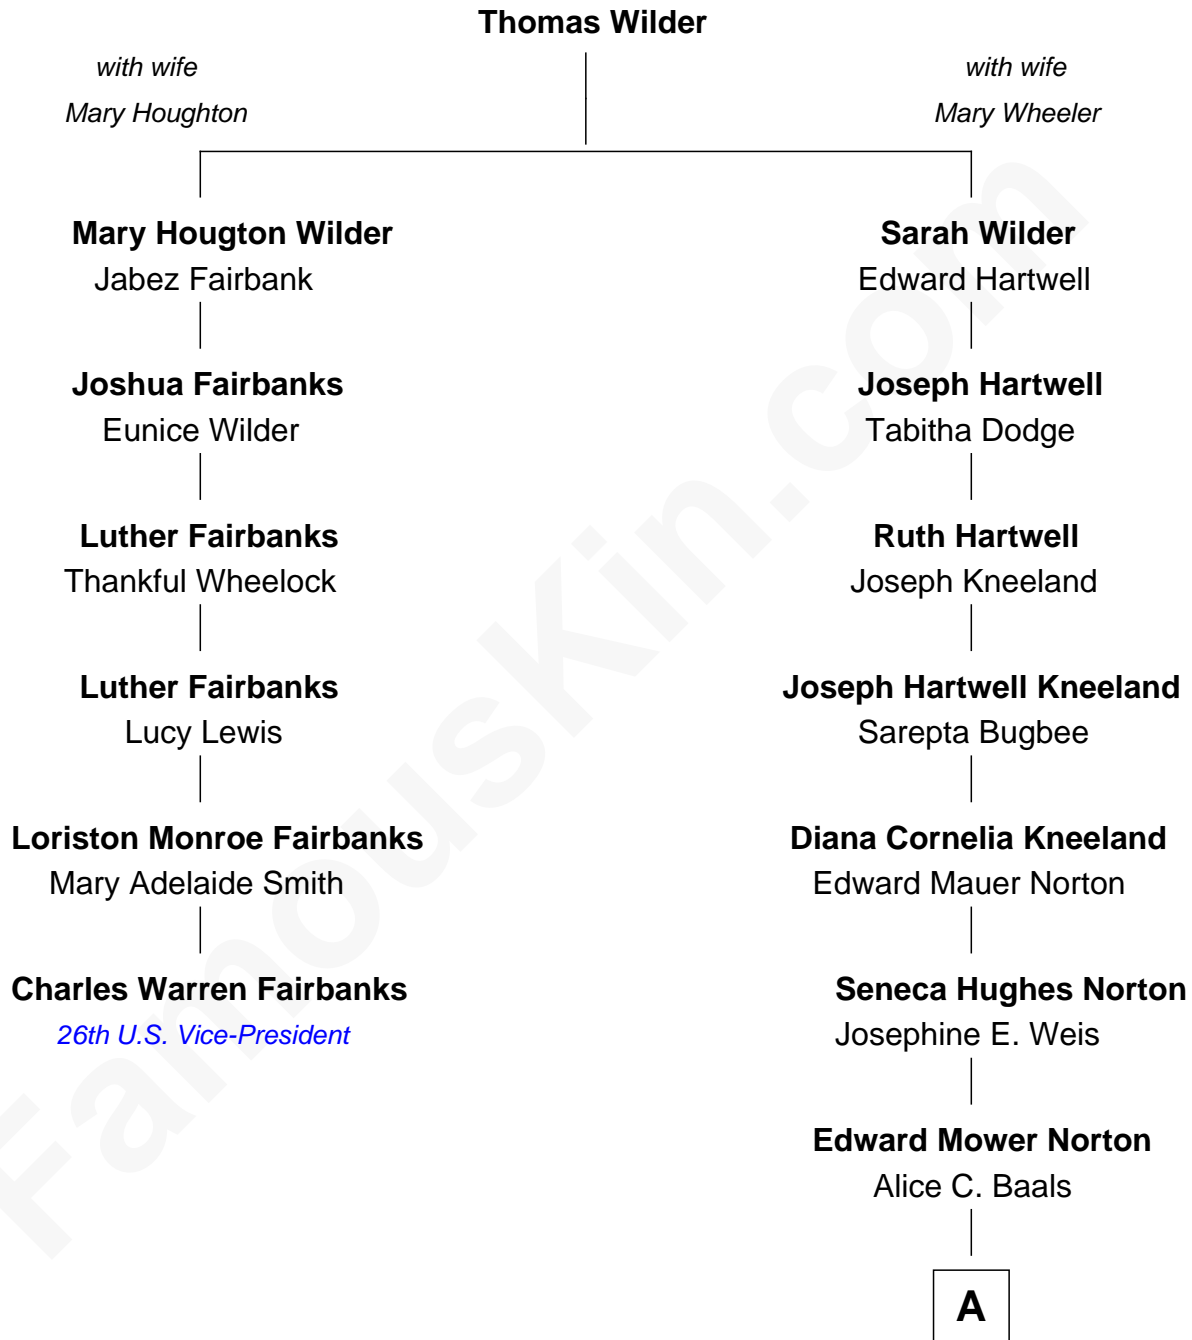 Thomas Wilder
with wife
Mary Houghton
with wife
Mary Wheeler
Mary Hougton Wilder
Jabez Fairbank
Sarah Wilder
Edward Hartwell
Joshua Fairbanks
Eunice Wilder
Joseph Hartwell
Tabitha Dodge
Luther Fairbanks
Thankful Wheelock
Ruth Hartwell
Joseph Kneeland
Luther Fairbanks
Lucy Lewis
Joseph Hartwell Kneeland
Sarepta Bugbee
Loriston Monroe Fairbanks
Mary Adelaide Smith
Diana Cornelia Kneeland
Edward Mauer Norton
Charles Warren Fairbanks
26th U.S. Vice-President
Seneca Hughes Norton
Josephine E. Weis
Edward Mower Norton
Alice C. Baals
A
FamousKin.com